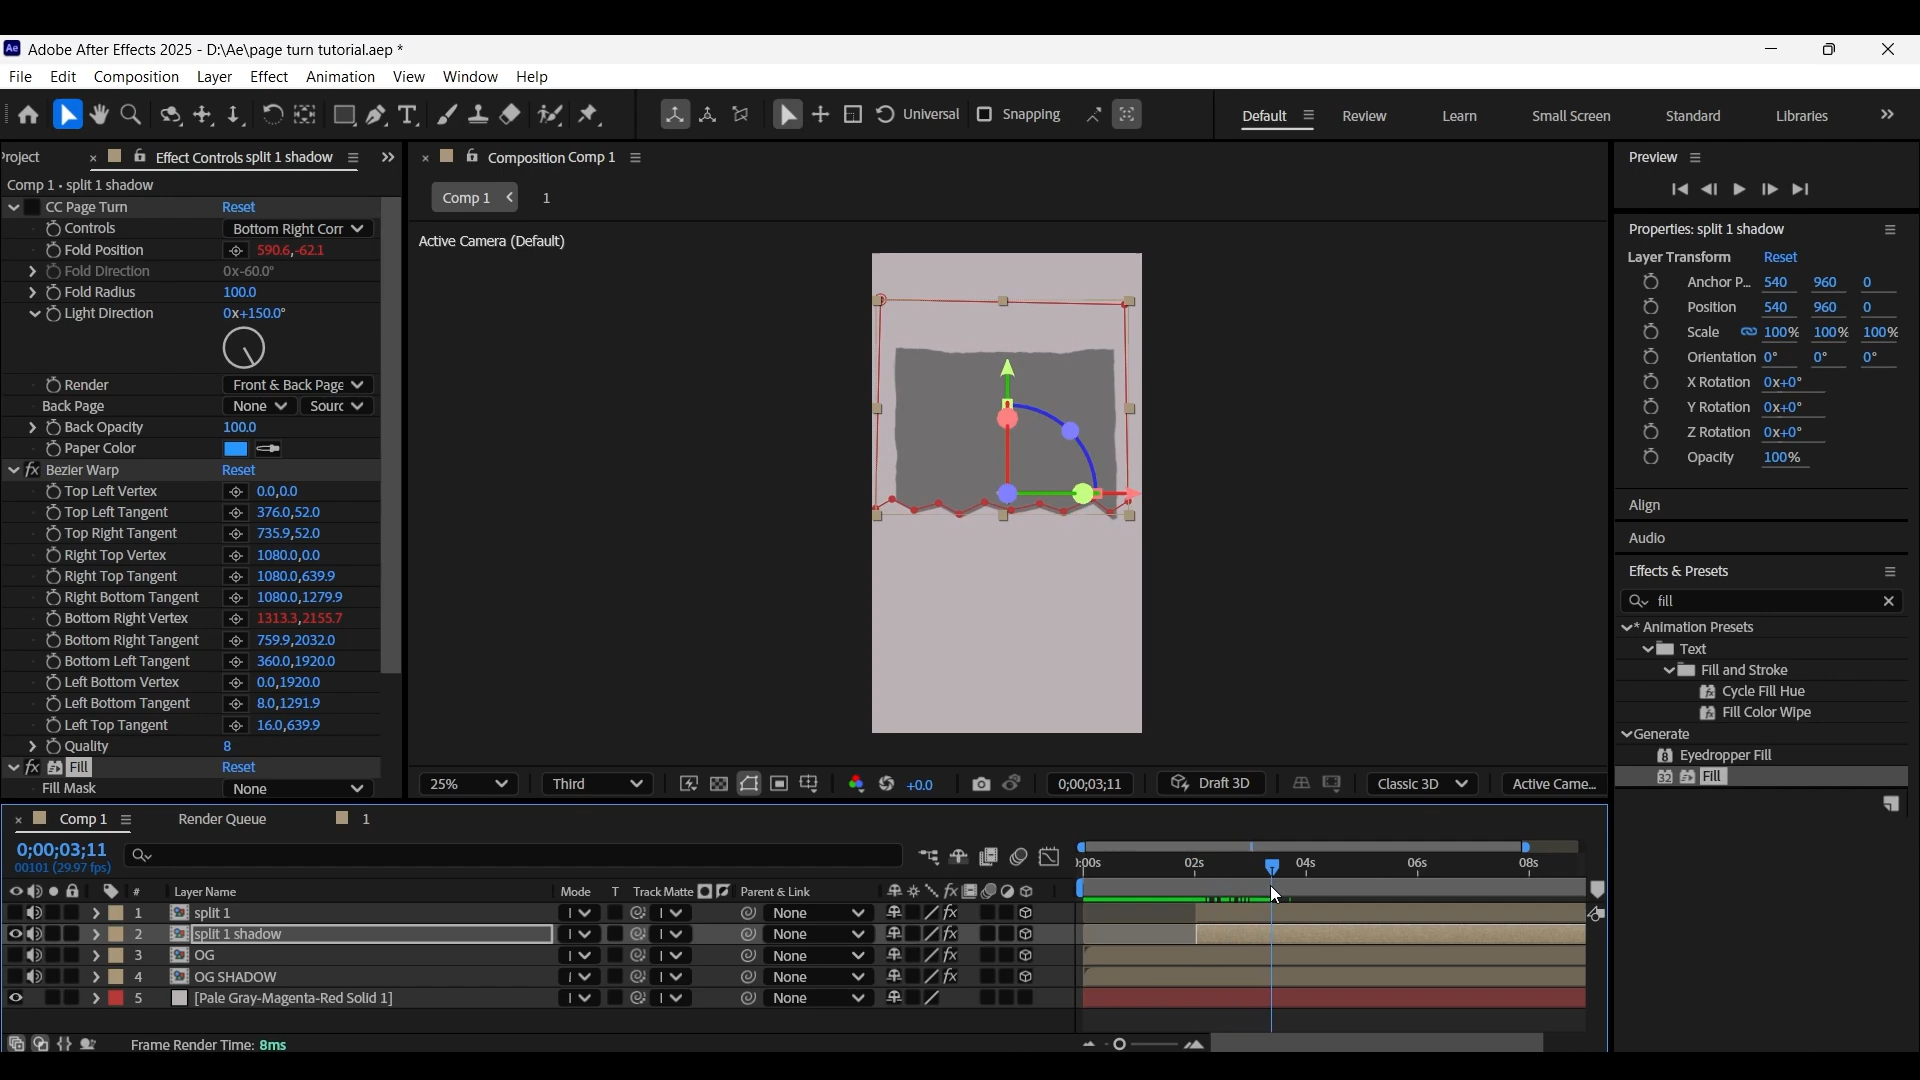 Adobe After Effects 2025 - D:\Ae\page turn tutorial.aep *
File Edit Composition Layer Effect Animation View Window Help
Universal Snapping Default Review Learn Small Screen Standard Libraries
roject Effect Controls split 1 shadow
Comp 1 • split 1 shadow
CC Page Turn Reset
Controls Bottom Right Corr
Fold Position 590.6,-62.1
Fold Direction 0x-60.0°
Fold Radius 100.0
Light Direction 0x+150.0°
Render Front & Back Page
Back Page None Sourc
Back Opacity 100.0
Paper Color
Bezier Warp Reset
Top Left Vertex 0.0,0.0
Top Left Tangent 376.0,52.0
Top Right Tangent 735.9,52.0
Right Top Vertex 1080.0,0.0
Right Top Tangent 1080.0,639.9
Right Bottom Tangent 1080.0,1279.9
Bottom Right Vertex 1313.3,2155.7
Bottom Right Tangent 759.9,2032.0
Bottom Left Tangent 360.0,1920.0
Left Bottom Vertex 0.0,1920.0
Left Bottom Tangent 8.0,1291.9
Left Top Tangent 16.0,639.9
Quality 8
Fill Reset
Fill Mask None
Composition Comp 1
Comp 1 1
Active Camera (Default)
25% Third +0.0 0;00;03;11 Draft 3D Classic 3D Active Came...
Preview
Properties: split 1 shadow
Layer Transform Reset
Anchor P... 540 960 0
Position 540 960 0
Scale 100% 100% 100%
Orientation 0° 0° 0°
X Rotation 0x+0°
Y Rotation 0x+0°
Z Rotation 0x+0°
Opacity 100%
Align
Audio
Effects & Presets
fill
* Animation Presets
Text
Fill and Stroke
Cycle Fill Hue
Fill Color Wipe
Generate
Eyedropper Fill
Fill
Comp 1 Render Queue 1
0;00;03;11
00101 (29.97 fps)
):00s 02s 04s 06s 08s
# Layer Name Mode T Track Matte Parent & Link
1 split 1 None
2 split 1 shadow None
3 OG None
4 OG SHADOW None
5 [Pale Gray-Magenta-Red Solid 1] None
Frame Render Time: 8ms